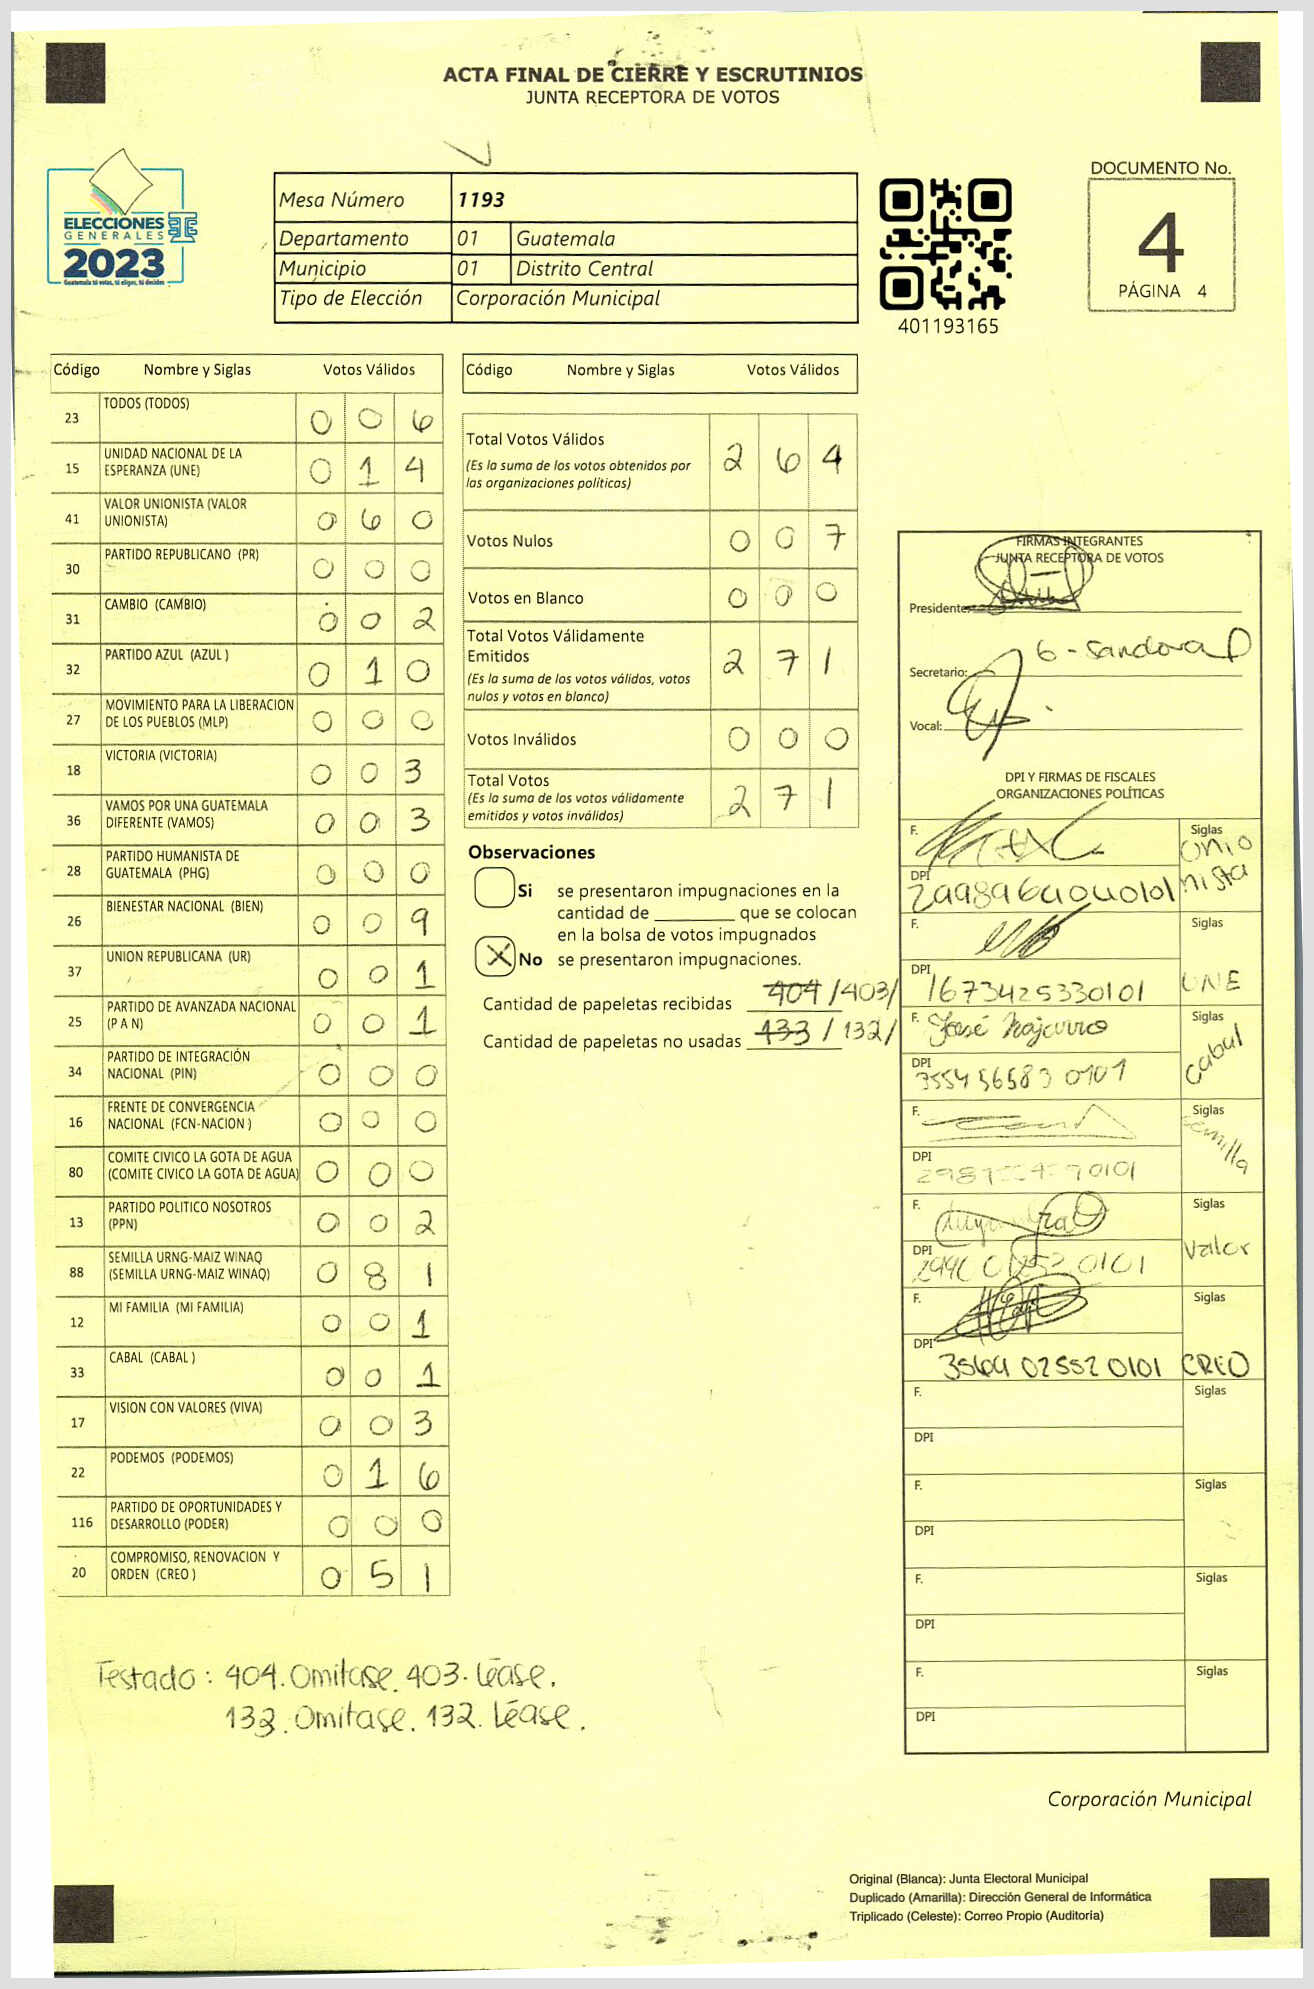 ACTA FINAL DE CIERRE Y ESCRUTINIOS
JUNTA RECEPTORA DE VOTOS
ELECCIONES
GENERALES
2023
Guatemala tú votas, tú eliges, tú decides
Mesa Número 1193
Departamento 01 Guatemala
Municipio 01 Distrito Central
Tipo de Elección Corporación Municipal
401193165
DOCUMENTO No.
4
PÁGINA 4
Código Nombre y Siglas Votos Válidos
23 TODOS (TODOS) 0 0 6
15 UNIDAD NACIONAL DE LA
ESPERANZA (UNE) 0 1 4
41 VALOR UNIONISTA (VALOR
UNIONISTA) 0 6 0
30 PARTIDO REPUBLICANO (PR) 0 0 0
31 CAMBIO (CAMBIO) 0 0 2
32 PARTIDO AZUL (AZUL ) 0 1 0
27 MOVIMIENTO PARA LA LIBERACION
DE LOS PUEBLOS (MLP) 0 0 0
18 VICTORIA (VICTORIA) 0 0 3
36 VAMOS POR UNA GUATEMALA
DIFERENTE (VAMOS) 0 0 3
28 PARTIDO HUMANISTA DE
GUATEMALA (PHG) 0 0 0
26 BIENESTAR NACIONAL (BIEN) 0 0 9
37 UNION REPUBLICANA (UR) 0 0 1
25 PARTIDO DE AVANZADA NACIONAL
(P A N) 0 0 1
34 PARTIDO DE INTEGRACIÓN
NACIONAL (PIN) 0 0 0
16 FRENTE DE CONVERGENCIA
NACIONAL (FCN-NACION ) 0 0 0
80 COMITE CIVICO LA GOTA DE AGUA
(COMITE CIVICO LA GOTA DE AGUA) 0 0 0
13 PARTIDO POLITICO NOSOTROS
(PPN) 0 0 2
88 SEMILLA URNG-MAIZ WINAQ
(SEMILLA URNG-MAIZ WINAQ) 0 8 1
12 MI FAMILIA (MI FAMILIA) 0 0 1
33 CABAL (CABAL ) 0 0 1
17 VISION CON VALORES (VIVA) 0 0 3
22 PODEMOS (PODEMOS) 0 1 6
116 PARTIDO DE OPORTUNIDADES Y
DESARROLLO (PODER) 0 0 0
20 COMPROMISO, RENOVACION Y
ORDEN (CREO ) 0 5 1
Testado: 404. Omitase. 403. Léase.
133. Omitase. 132. Léase.
Código Nombre y Siglas Votos Válidos
Total Votos Válidos 2 6 4
(Es la suma de los votos obtenidos por
las organizaciones políticas)
Votos Nulos 0 0 7
Votos en Blanco 0 0 0
Total Votos Válidamente
Emitidos 2 7 1
(Es la suma de los votos válidos, votos
nulos y votos en blanco)
Votos Inválidos 0 0 0
Total Votos 2 7 1
(Es la suma de los votos válidamente
emitidos y votos inválidos)
Observaciones
Si se presentaron impugnaciones en la
cantidad de ________ que se colocan
en la bolsa de votos impugnados
X No se presentaron impugnaciones.
Cantidad de papeletas recibidas 404 /403/
Cantidad de papeletas no usadas 133 / 132/
FIRMAS INTEGRANTES
JUNTA RECEPTORA DE VOTOS
Presidente:
G-Sandoval
Secretario:
Vocal:
DPI Y FIRMAS DE FISCALES
ORGANIZACIONES POLÍTICAS
F. Siglas
Unio
nista
DPI
F. Siglas
DPI 1673425330101 UNE
F. José Najarro Siglas
Cabal
DPI 3554565830101
F. Siglas
Semilla
DPI
F. Siglas
Valor
DPI
F. Siglas
DPI 3564025520101 CREO
F. Siglas
DPI
F. Siglas
DPI
F. Siglas
DPI
F. Siglas
DPI
Corporación Municipal
Original (Blanca): Junta Electoral Municipal
Duplicado (Amarilla): Dirección General de Informática
Triplicado (Celeste): Correo Propio (Auditoría)